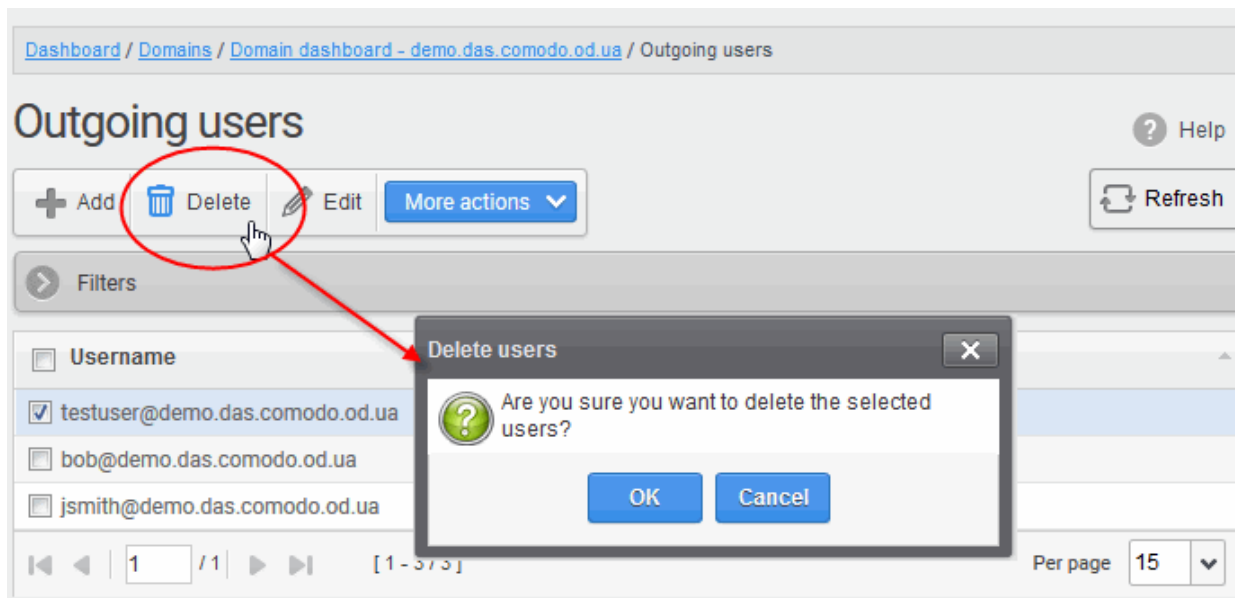 Dashboard / Domains / Domain dashboard - demo.das.comodo.od.ua / Outgoing users
Outgoing users
Help
Add Delete Edit More actions
Refresh
Filters
Username
testuser@demo.das.comodo.od.ua
bob@demo.das.comodo.od.ua
jsmith@demo.das.comodo.od.ua
Delete users
Are you sure you want to delete the selected
users?
OK Cancel
1 / 1 [ 1 - 3 / 3 ] Per page 15